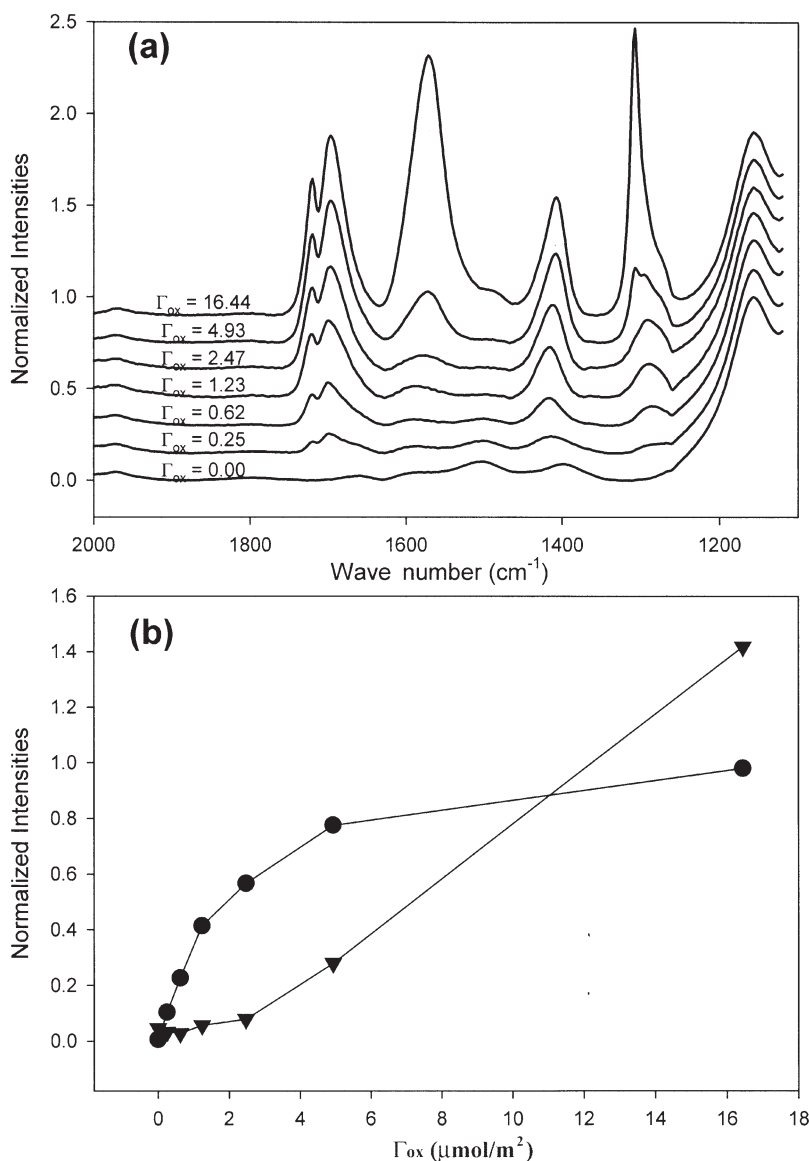 (a)
2.5
2.0
1.5
1.0
0.5
0.0
Normalized Intensities
Γox = 16.44
Γox = 4.93
Γox = 2.47
Γox = 1.23
Γox = 0.62
Γox = 0.25
Γox = 0.00
2000 1800 1600 1400 1200
Wave number (cm-1)
(b)
1.6
1.4
1.2
1.0
0.8
0.6
0.4
0.2
0.0
Normalized Intensities
0 2 4 6 8 10 12 14 16 18
Γox (μmol/m²)